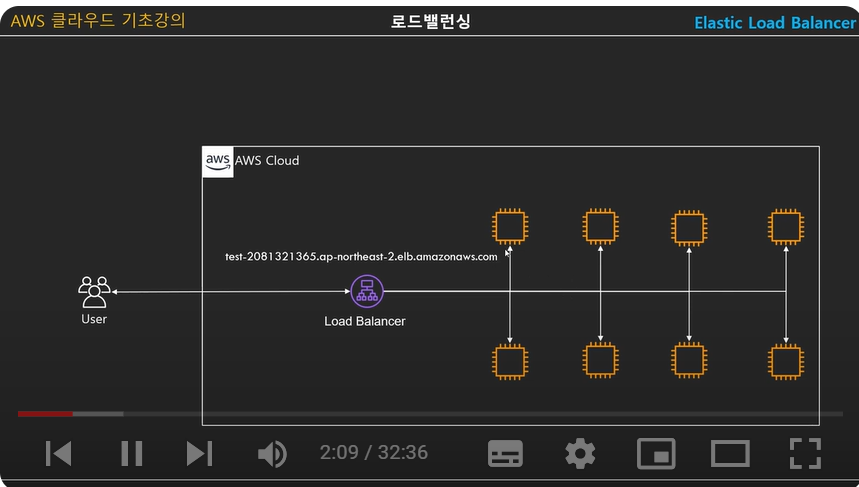 AWS 클라우드 기초강의
로드밸런싱
Elastic Load Balancer
aws
AWS Cloud
test-2081321365.ap-northeast-2.elb.amazonaws.com
User
Load Balancer
2:09 / 32:36